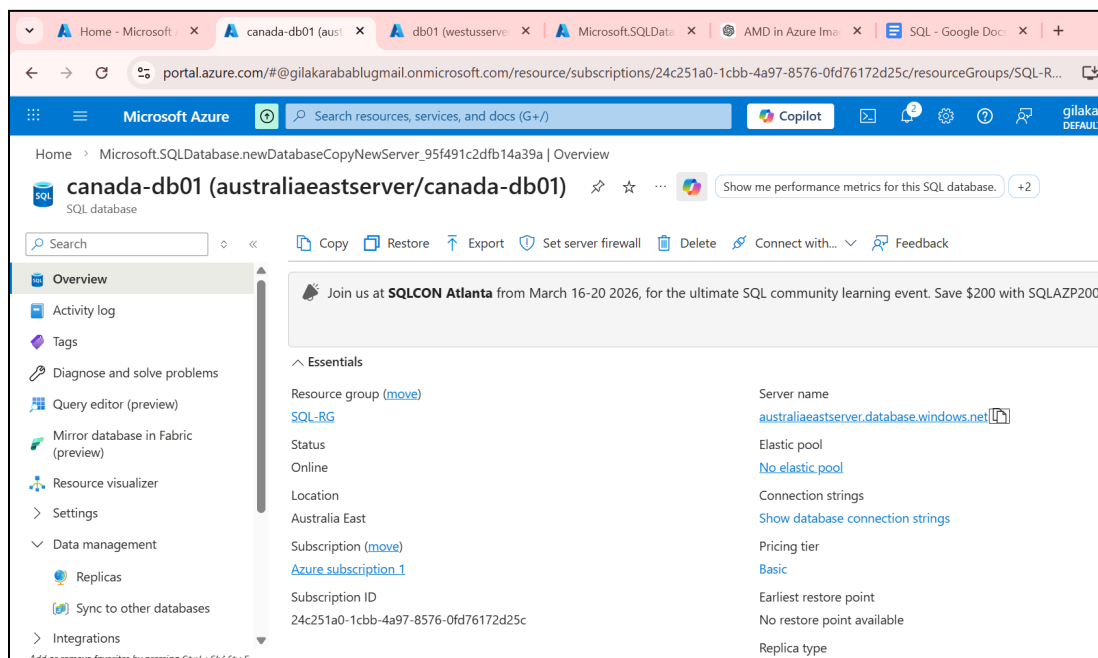 Home - Microsoft
canada-db01 (aust
db01 (westusserve
Microsoft.SQLData
AMD in Azure Ima
SQL - Google Doc
portal.azure.com/#@gilakarabablugmail.onmicrosoft.com/resource/subscriptions/24c251a0-1cbb-4a97-8576-0fd76172d25c/resourceGroups/SQL-R...
Microsoft Azure
Search resources, services, and docs (G+/)
Copilot
2
gilaka
DEFAULT
Home > Microsoft.SQLDatabase.newDatabaseCopyNewServer_95f491c2dfb14a39a | Overview
canada-db01 (australiaeastserver/canada-db01)
...
Show me performance metrics for this SQL database.
+2
SQL
SQL database
Search
Copy
Restore
Export
Set server firewall
Delete
Connect with...
Feedback
Overview
Activity log
Tags
Diagnose and solve problems
Query editor (preview)
Mirror database in Fabric
(preview)
Resource visualizer
Settings
Data management
Replicas
Sync to other databases
Integrations
Join us at SQLCON Atlanta from March 16-20 2026, for the ultimate SQL community learning event. Save $200 with SQLAZP200
Essentials
Resource group (move)
SQL-RG
Status
Online
Location
Australia East
Subscription (move)
Azure subscription 1
Subscription ID
24c251a0-1cbb-4a97-8576-0fd76172d25c
Server name
australiaeastserver.database.windows.net
Elastic pool
No elastic pool
Connection strings
Show database connection strings
Pricing tier
Basic
Earliest restore point
No restore point available
Replica type